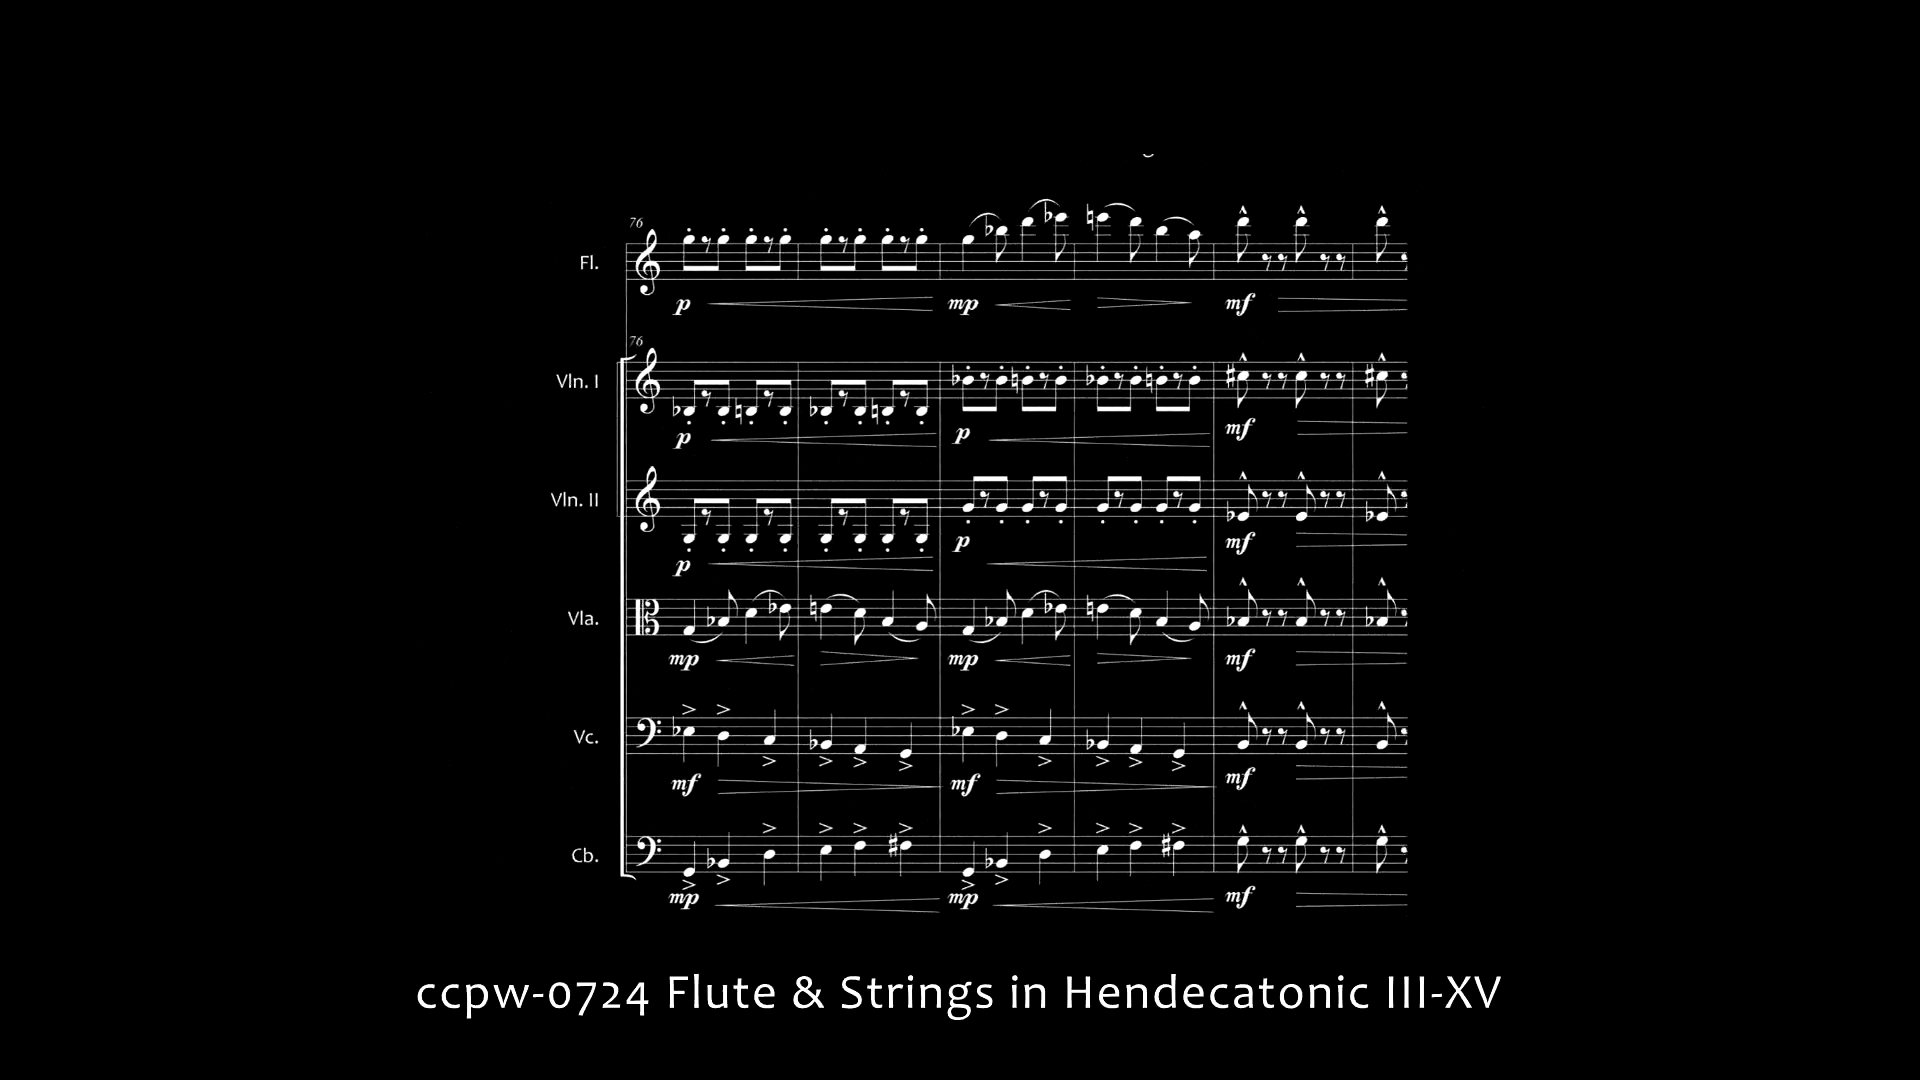 76
Fl.
p mp mf
76
Vln. I
p p mf
Vln. II
p p mf
Vla.
mp mp mf
Vc.
mf mf mf
Cb.
mp mp mf
ccpw-0724 Flute & Strings in Hendecatonic III-XV